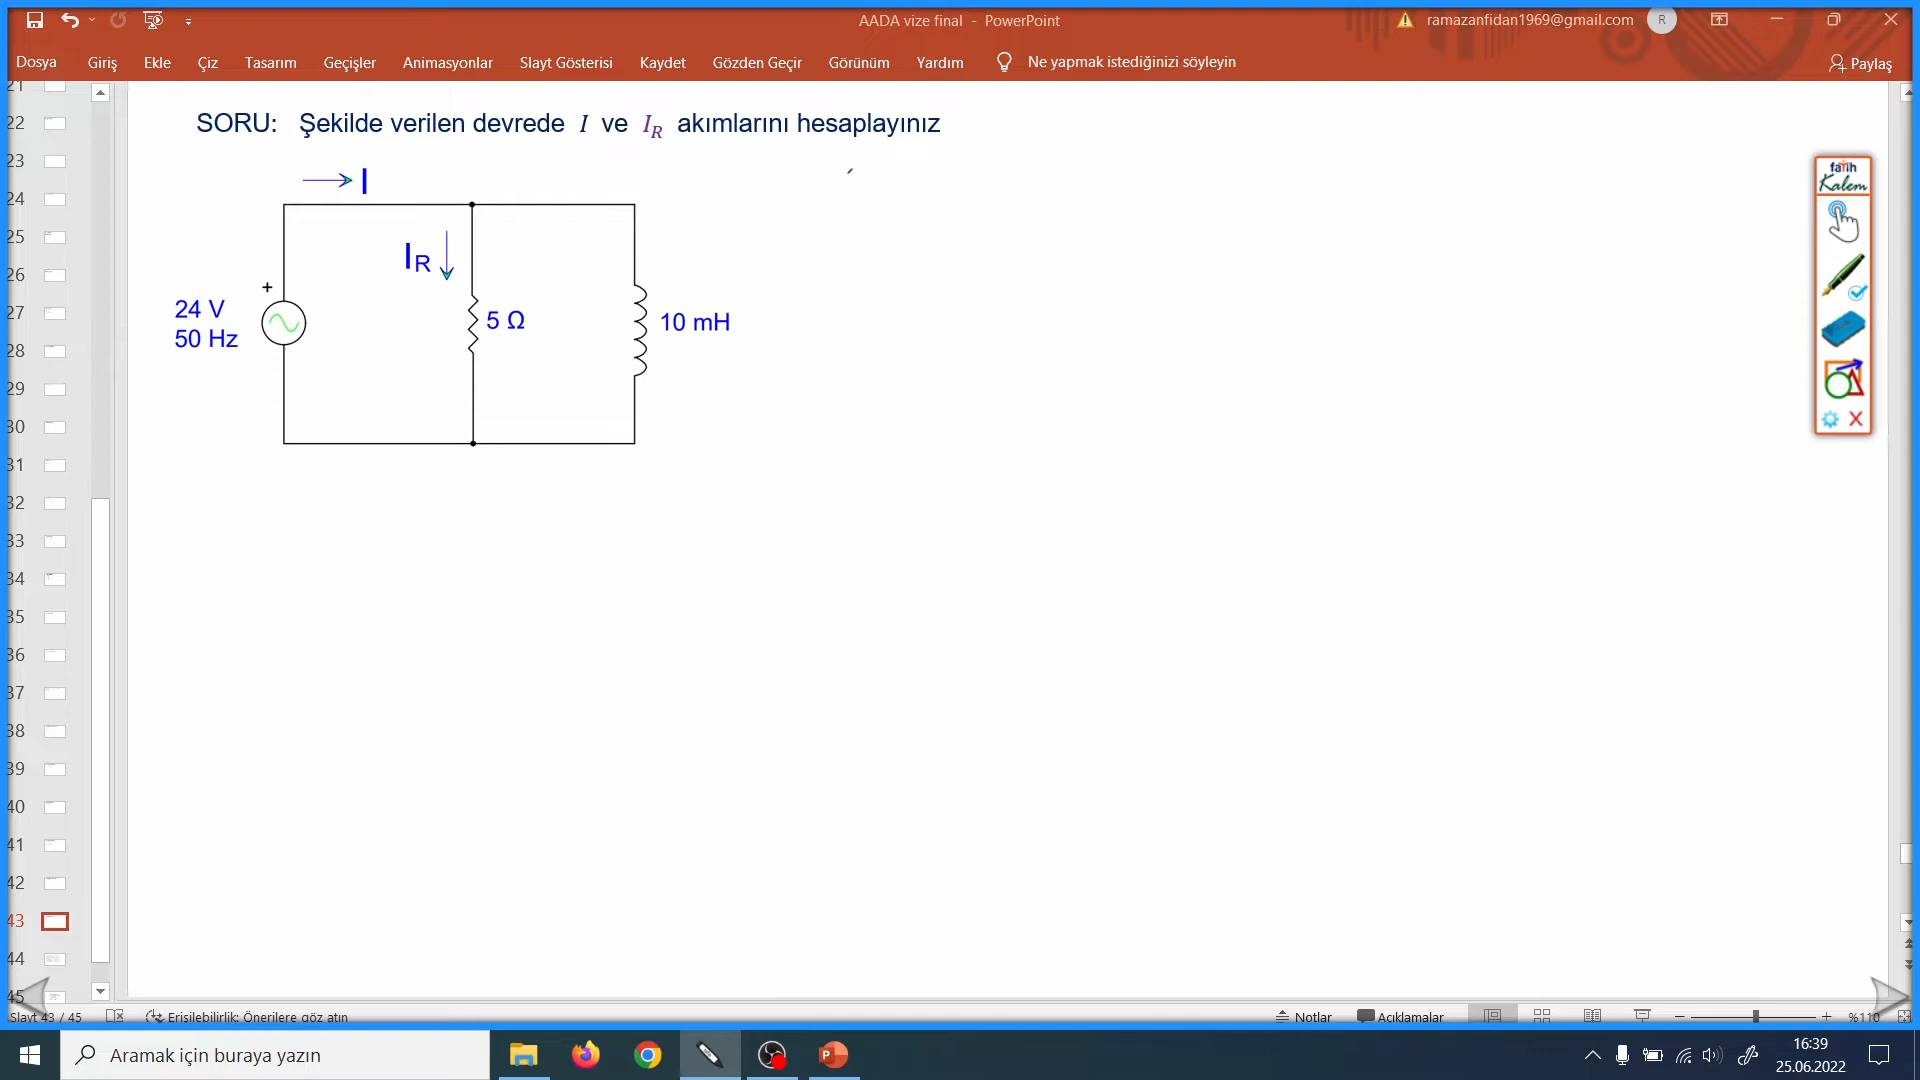 AADA vize final - PowerPoint
ramazanfidan1969@gmail.com
R
Dosya Giriş Ekle Çiz Tasarım Geçişler Animasyonlar Slayt Gösterisi Kaydet Gözden Geçir Görünüm Yardım Ne yapmak istediğinizi söyleyin Paylaş
21
22
23
24
25
26
27
28
29
30
31
32
33
34
35
36
37
38
39
40
41
42
43
44
45
SORU: Şekilde verilen devrede I ve I_R akımlarını hesaplayınız
I
I_R
+
24 V
50 Hz
5 Ω
10 mH
fatih
Kalem
Slayt 43 / 45 Erişilebilirlik: Önerilere göz atın Notlar Açıklamalar %110
Aramak için buraya yazın
16:39
25.06.2022